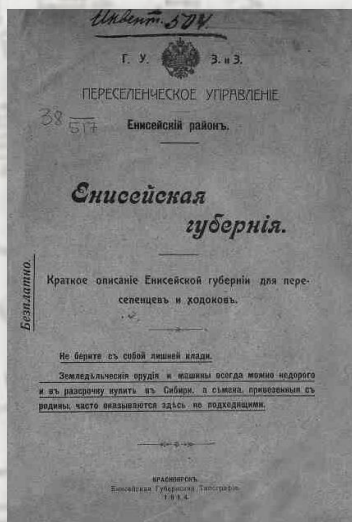 Инвент. 504.
Г. У. З. и З.
ПЕРЕСЕЛЕНЧЕСКОЕ УПРАВЛЕНІЕ
38
517
Енисейскій районъ.
Енисейская
губернія.
Безплатно.
Краткое описаніе Енисейской губерніи для пере-
селенцевъ и ходоковъ.
Не берите съ собой лишней клади.
Земледѣльческія орудія и машины всегда можно недорого
и въ разсрочку купить въ Сибири, а сѣмена, привезенныя съ
родины, часто оказываются здѣсь не подходящими.
КРАСНОЯРСКЪ.
Енисейская Губернская Типографія.